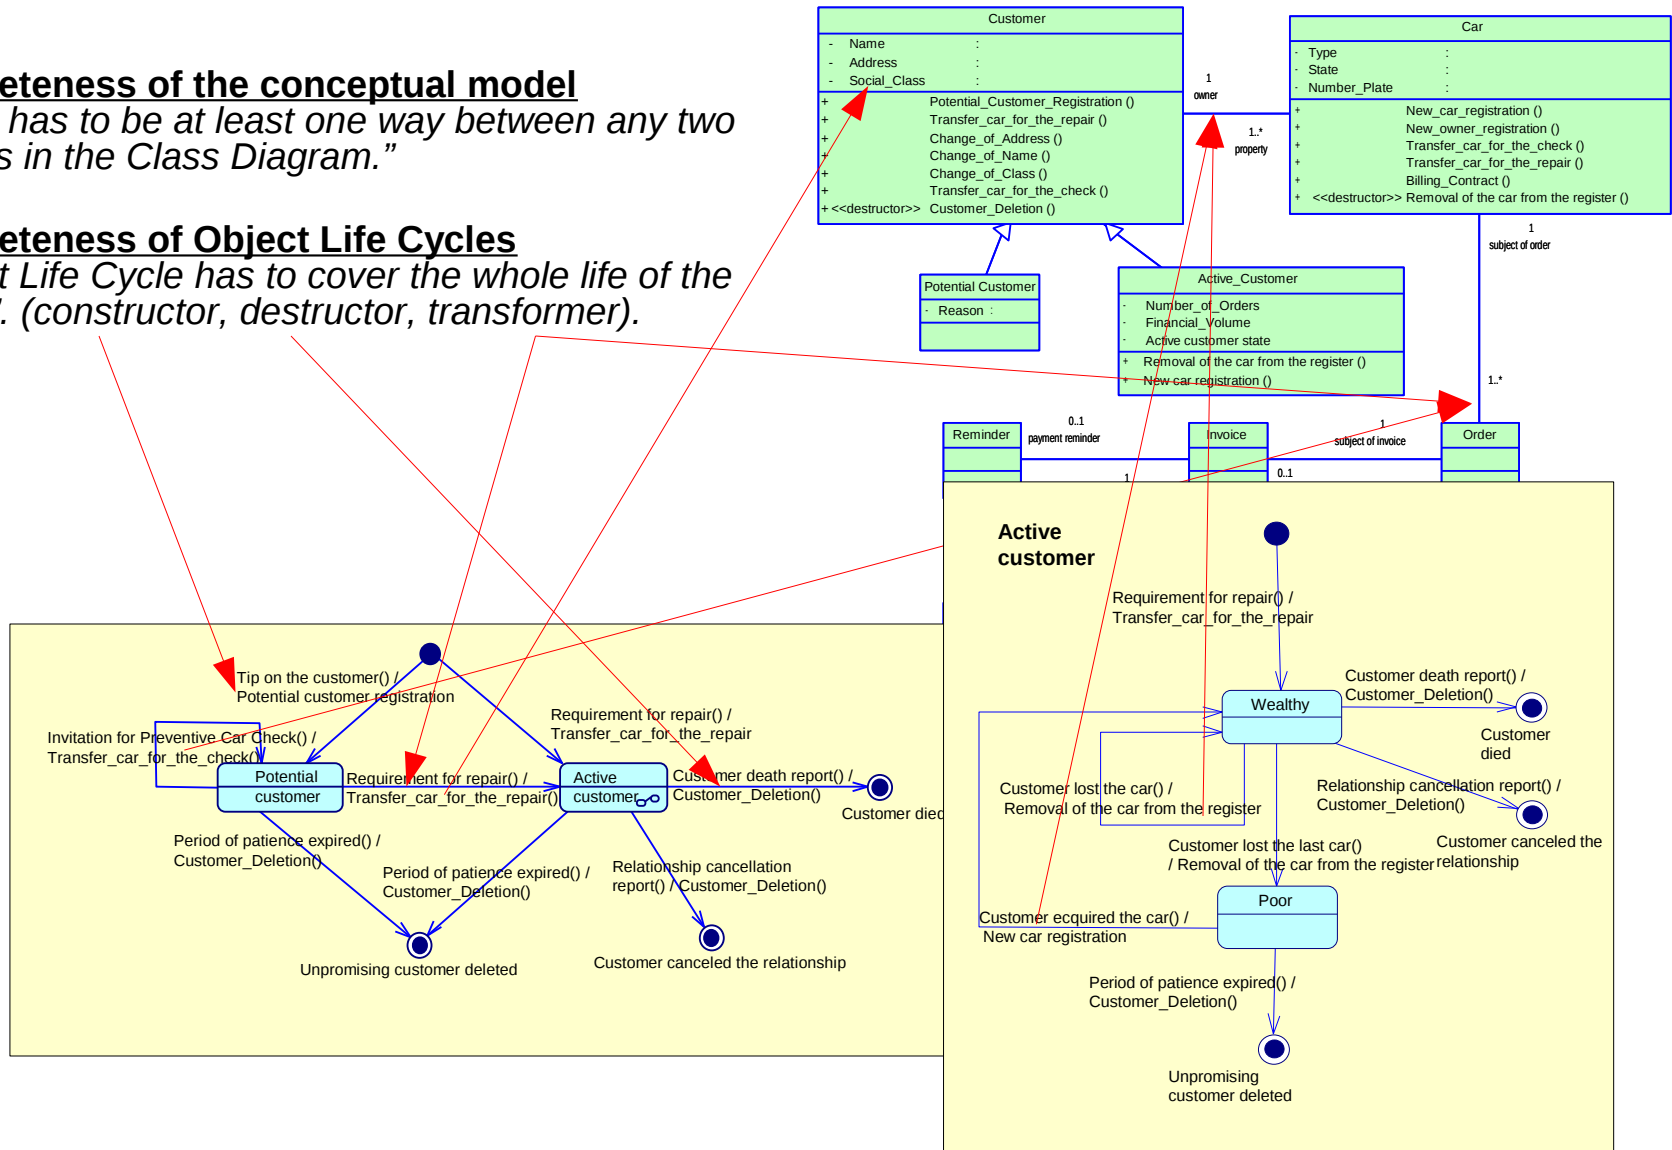 eteness of the conceptual model
has to be at least one way between any two
s in the Class Diagram.”
eteness of Object Life Cycles
t Life Cycle has to cover the whole life of the
’. (constructor, destructor, transformer).
Customer
- Name :
- Address :
- Social_Class :
+ Potential_Customer_Registration ()
+ Transfer_car_for_the_repair ()
+ Change_of_Address ()
+ Change_of_Name ()
+ Change_of_Class ()
+ Transfer_car_for_the_check ()
+ <<destructor>> Customer_Deletion ()
1
owner
1..*
property
Car
- Type :
- State :
- Number_Plate :
+ New_car_registration ()
+ New_owner_registration ()
+ Transfer_car_for_the_check ()
+ Transfer_car_for_the_repair ()
+ Billing_Contract ()
+ <<destructor>> Removal of the car from the register ()
1
subject of order
1..*
Potential Customer
- Reason :
Active_Customer
- Number_of_Orders
- Financial_Volume
- Active customer state
+ Removal of the car from the register ()
+ New car registration ()
Reminder
0..1
payment reminder
1
Invoice
1
subject of invoice
0..1
Order
Tip on the customer() /
Potential customer registration
Invitation for Preventive Car Check() /
Transfer_car_for_the_check()
Requirement for repair() /
Transfer_car_for_the_repair
Potential
customer
Requirement for repair() /
Transfer_car_for_the_repair()
Active
customer
Customer death report() /
Customer_Deletion()
Customer died
Period of patience expired() /
Customer_Deletion()
Period of patience expired() /
Customer_Deletion()
Relationship cancellation
report() / Customer_Deletion()
Unpromising customer deleted
Customer canceled the relationship
Active
customer
Requirement for repair() /
Transfer_car_for_the_repair
Wealthy
Customer death report() /
Customer_Deletion()
Customer
died
Customer lost the car() /
Removal of the car from the register
Relationship cancellation report() /
Customer_Deletion()
Customer canceled the
relationship
Customer lost the last car()
/ Removal of the car from the register
Poor
Customer ecquired the car() /
New car registration
Period of patience expired() /
Customer_Deletion()
Unpromising
customer deleted